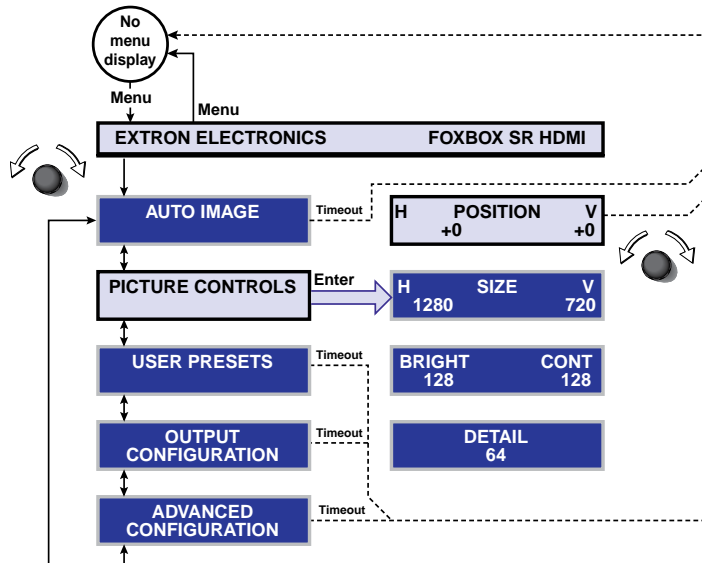 No
menu
display
Menu
Menu
EXTRON ELECTRONICS FOXBOX SR HDMI
AUTO IMAGE
Timeout
H POSITION V
+0 +0
PICTURE CONTROLS
Enter
H SIZE V
1280 720
USER PRESETS
Timeout
BRIGHT CONT
128 128
OUTPUT
CONFIGURATION
Timeout
DETAIL
64
ADVANCED
CONFIGURATION
Timeout